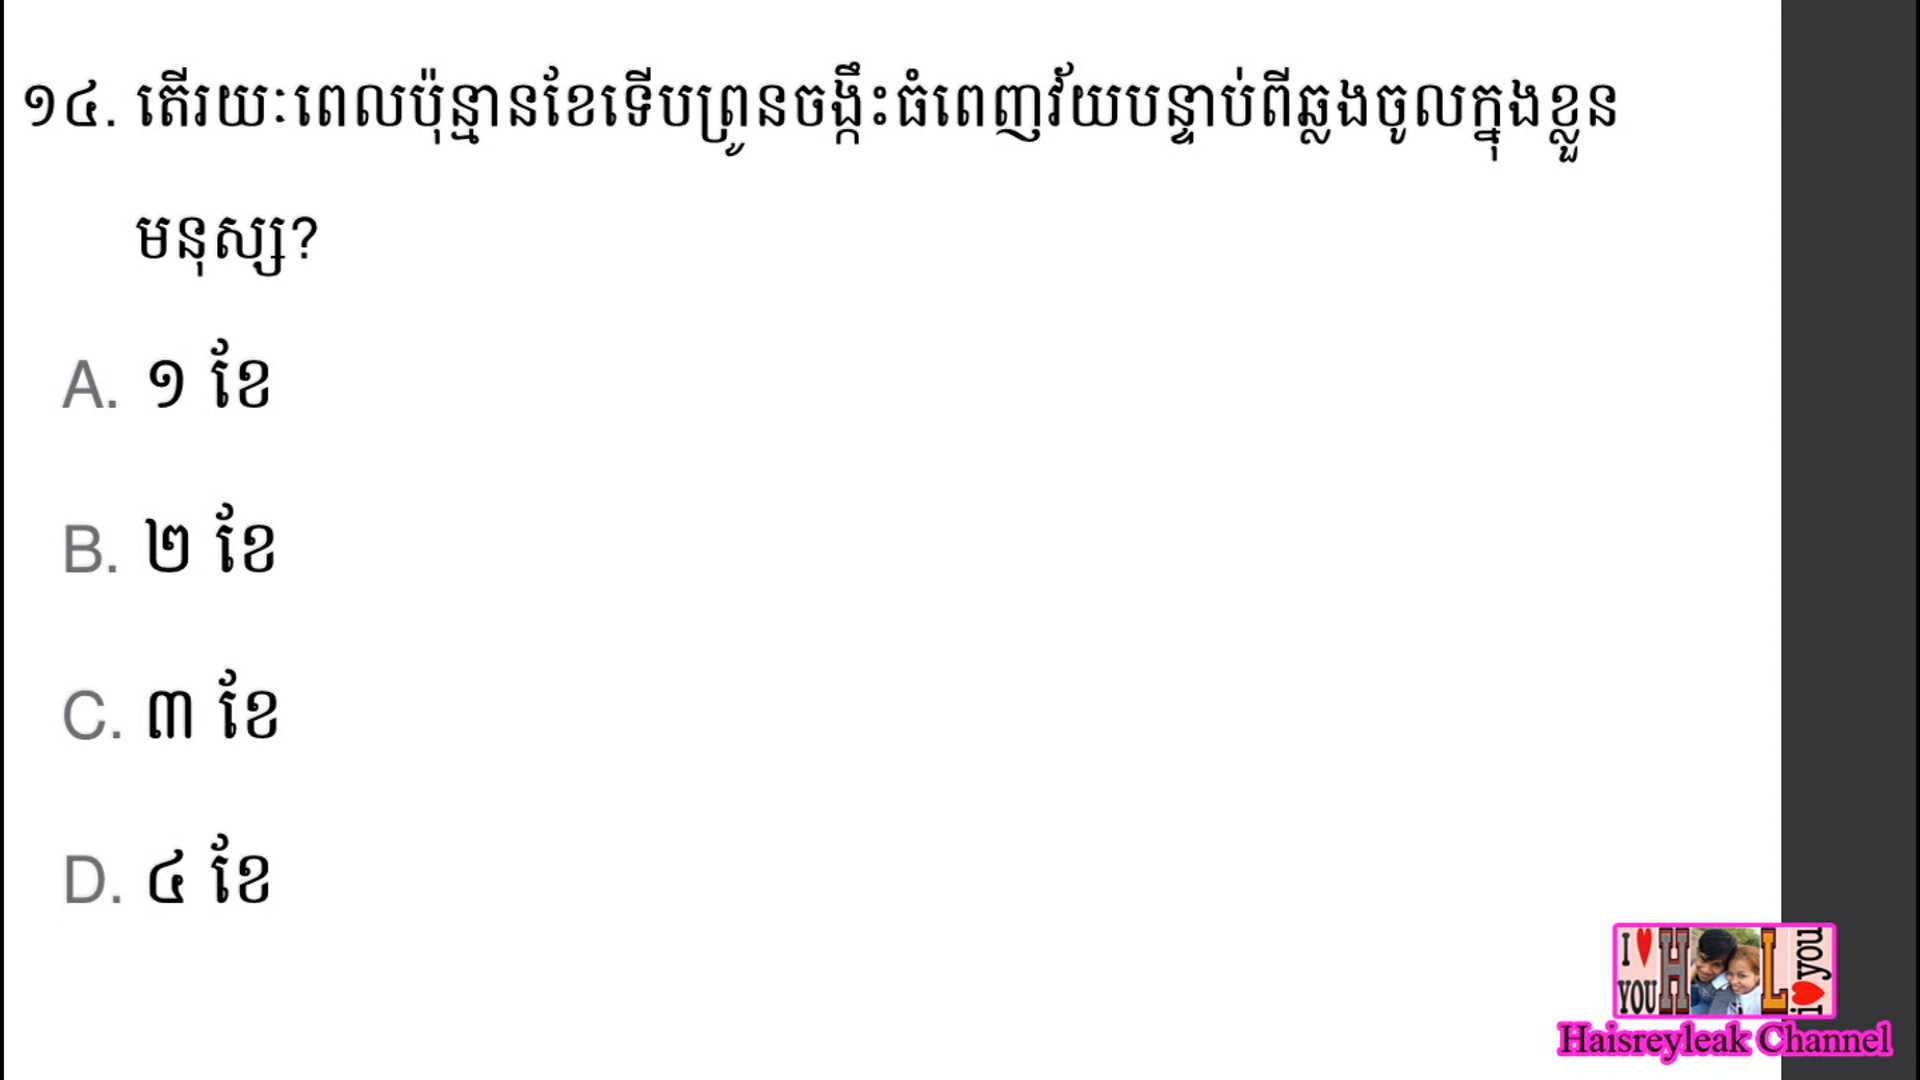 ១៤. តើរយៈពេលប៉ុន្មានខែទើបព្រូនចង្កឹះធំពេញវ័យបន្ទាប់ពីឆ្លងចូលក្នុងខ្លួន
មនុស្ស?
A. ១ ខែ
B. ២ ខែ
C. ៣ ខែ
D. ៤ ខែ
I ♥ YOU H L i ♥ you
Haisreyleak Channel